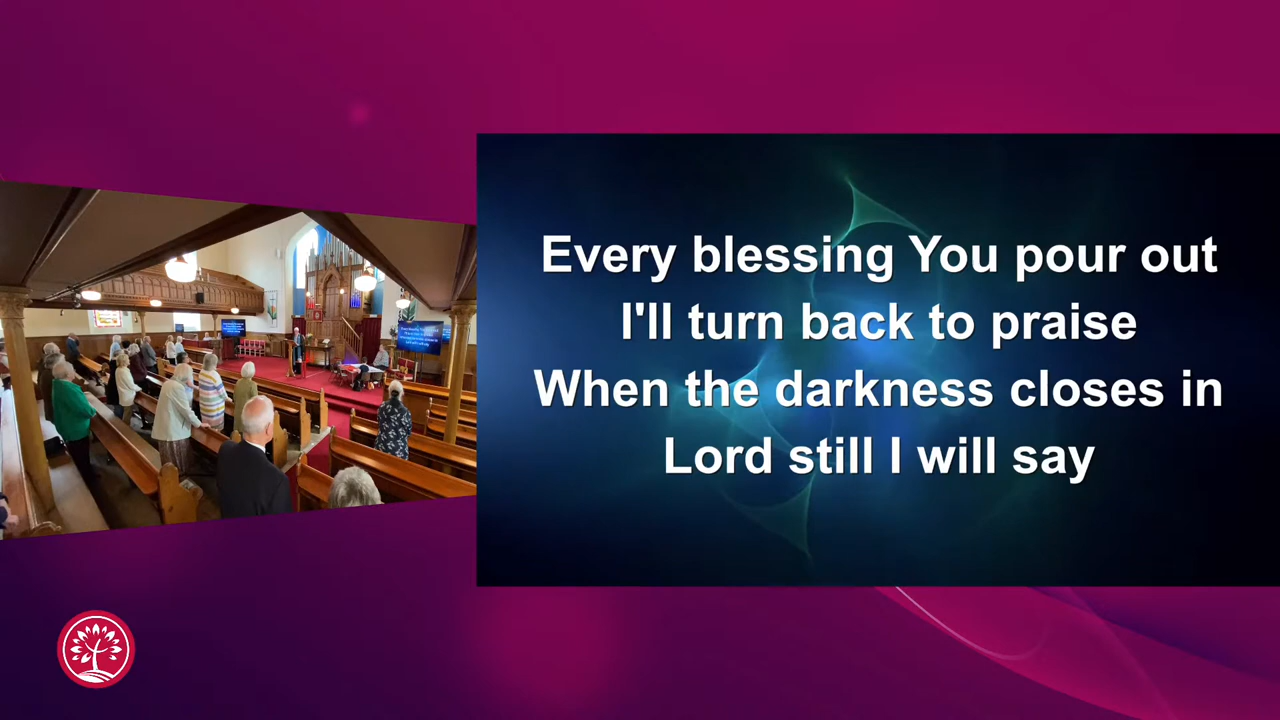 Every blessing You pour out
I'll turn back to praise
When the darkness closes in
Lord still I will say